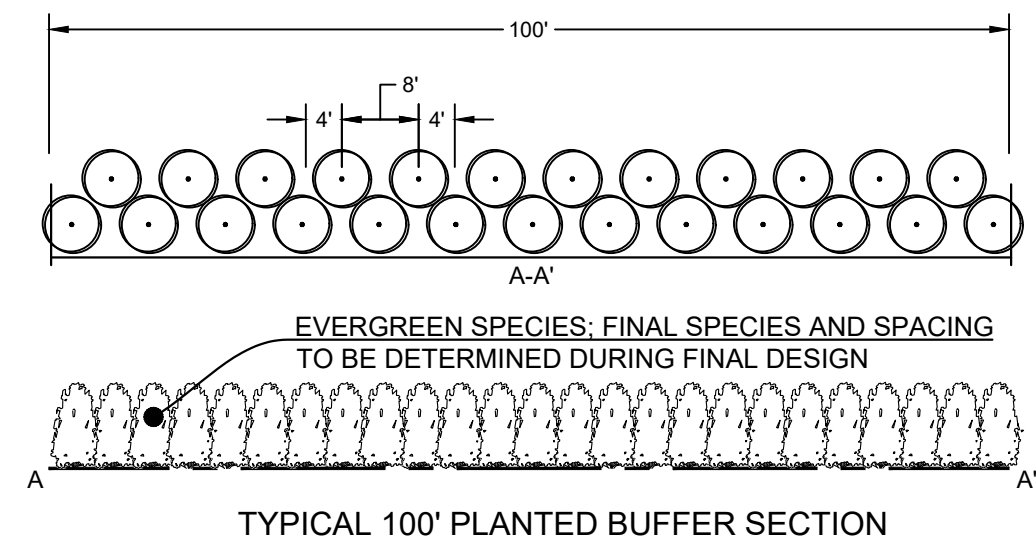 100'
8'
4'
4'
A-A'
EVERGREEN SPECIES; FINAL SPECIES AND SPACING
TO BE DETERMINED DURING FINAL DESIGN
A
A'
TYPICAL 100' PLANTED BUFFER SECTION